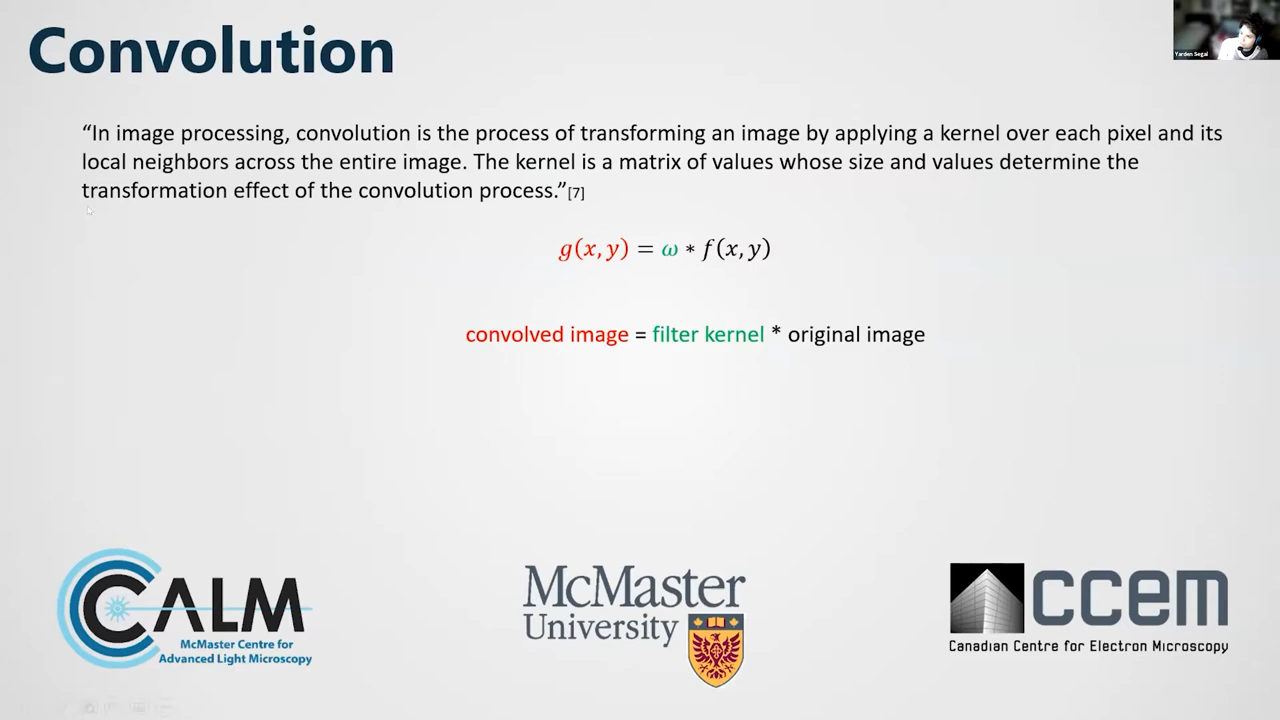 Convolution
Yarden Segal
“In image processing, convolution is the process of transforming an image by applying a kernel over each pixel and its
local neighbors across the entire image. The kernel is a matrix of values whose size and values determine the
transformation effect of the convolution process.”[7]
g(x, y) = ω ∗ f(x, y)
convolved image = filter kernel * original image
CALM
McMaster Centre for
Advanced Light Microscopy
McMaster
University
ccem
Canadian Centre for Electron Microscopy